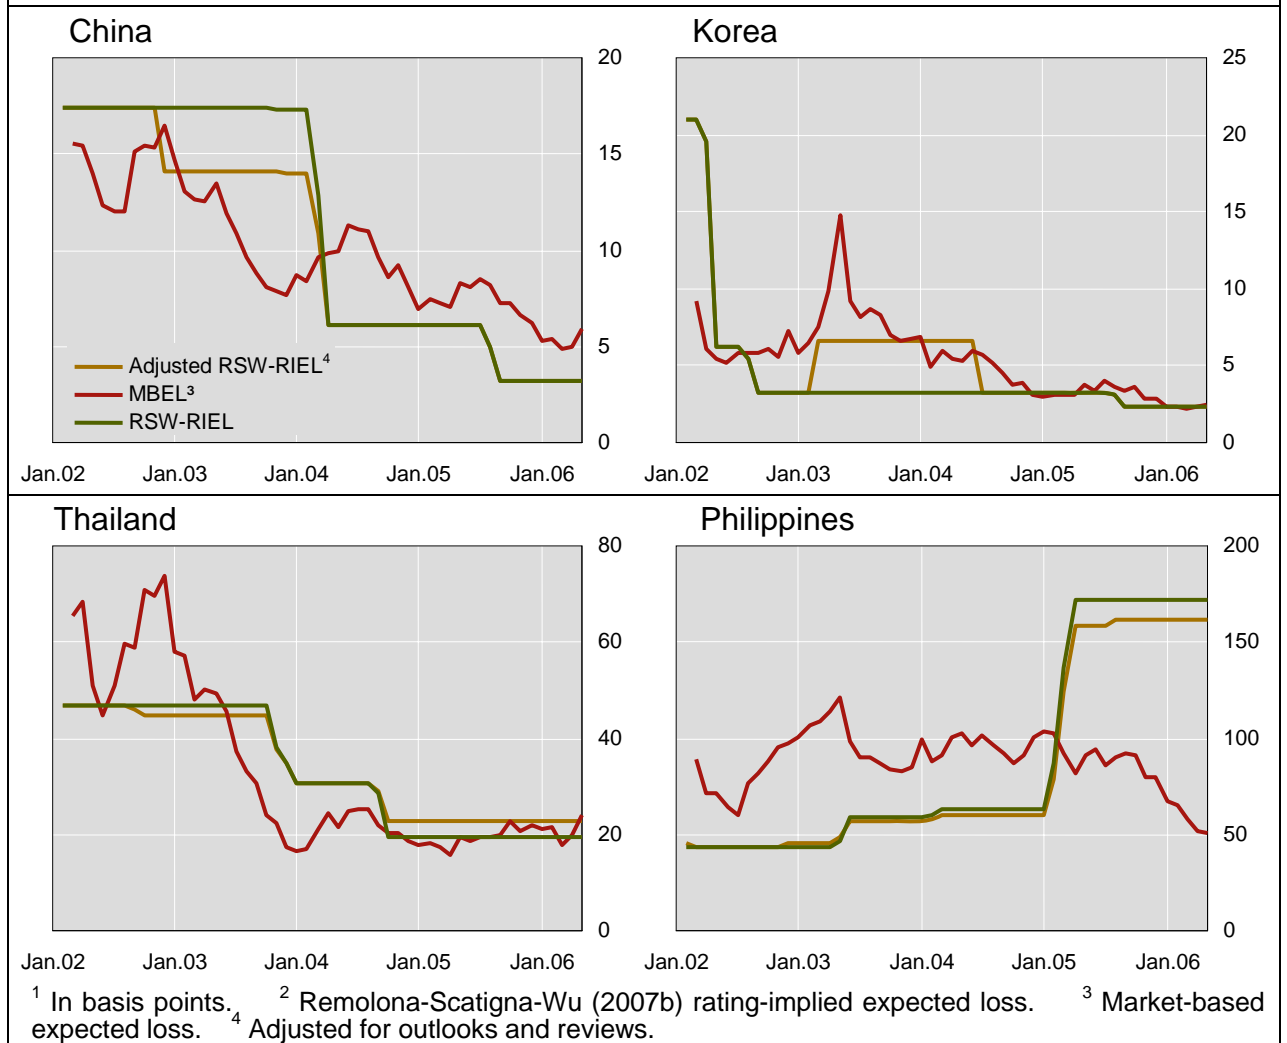 China
20
15
10
5
0
Adjusted RSW-RIEL⁴
MBEL³
RSW-RIEL
Jan.02 Jan.03 Jan.04 Jan.05 Jan.06
Korea
25
20
15
10
5
0
Jan.02 Jan.03 Jan.04 Jan.05 Jan.06
Thailand
80
60
40
20
0
Jan.02 Jan.03 Jan.04 Jan.05 Jan.06
Philippines
200
150
100
50
0
Jan.02 Jan.03 Jan.04 Jan.05 Jan.06
¹ In basis points. ² Remolona-Scatigna-Wu (2007b) rating-implied expected loss. ³ Market-based
expected loss. ⁴ Adjusted for outlooks and reviews.